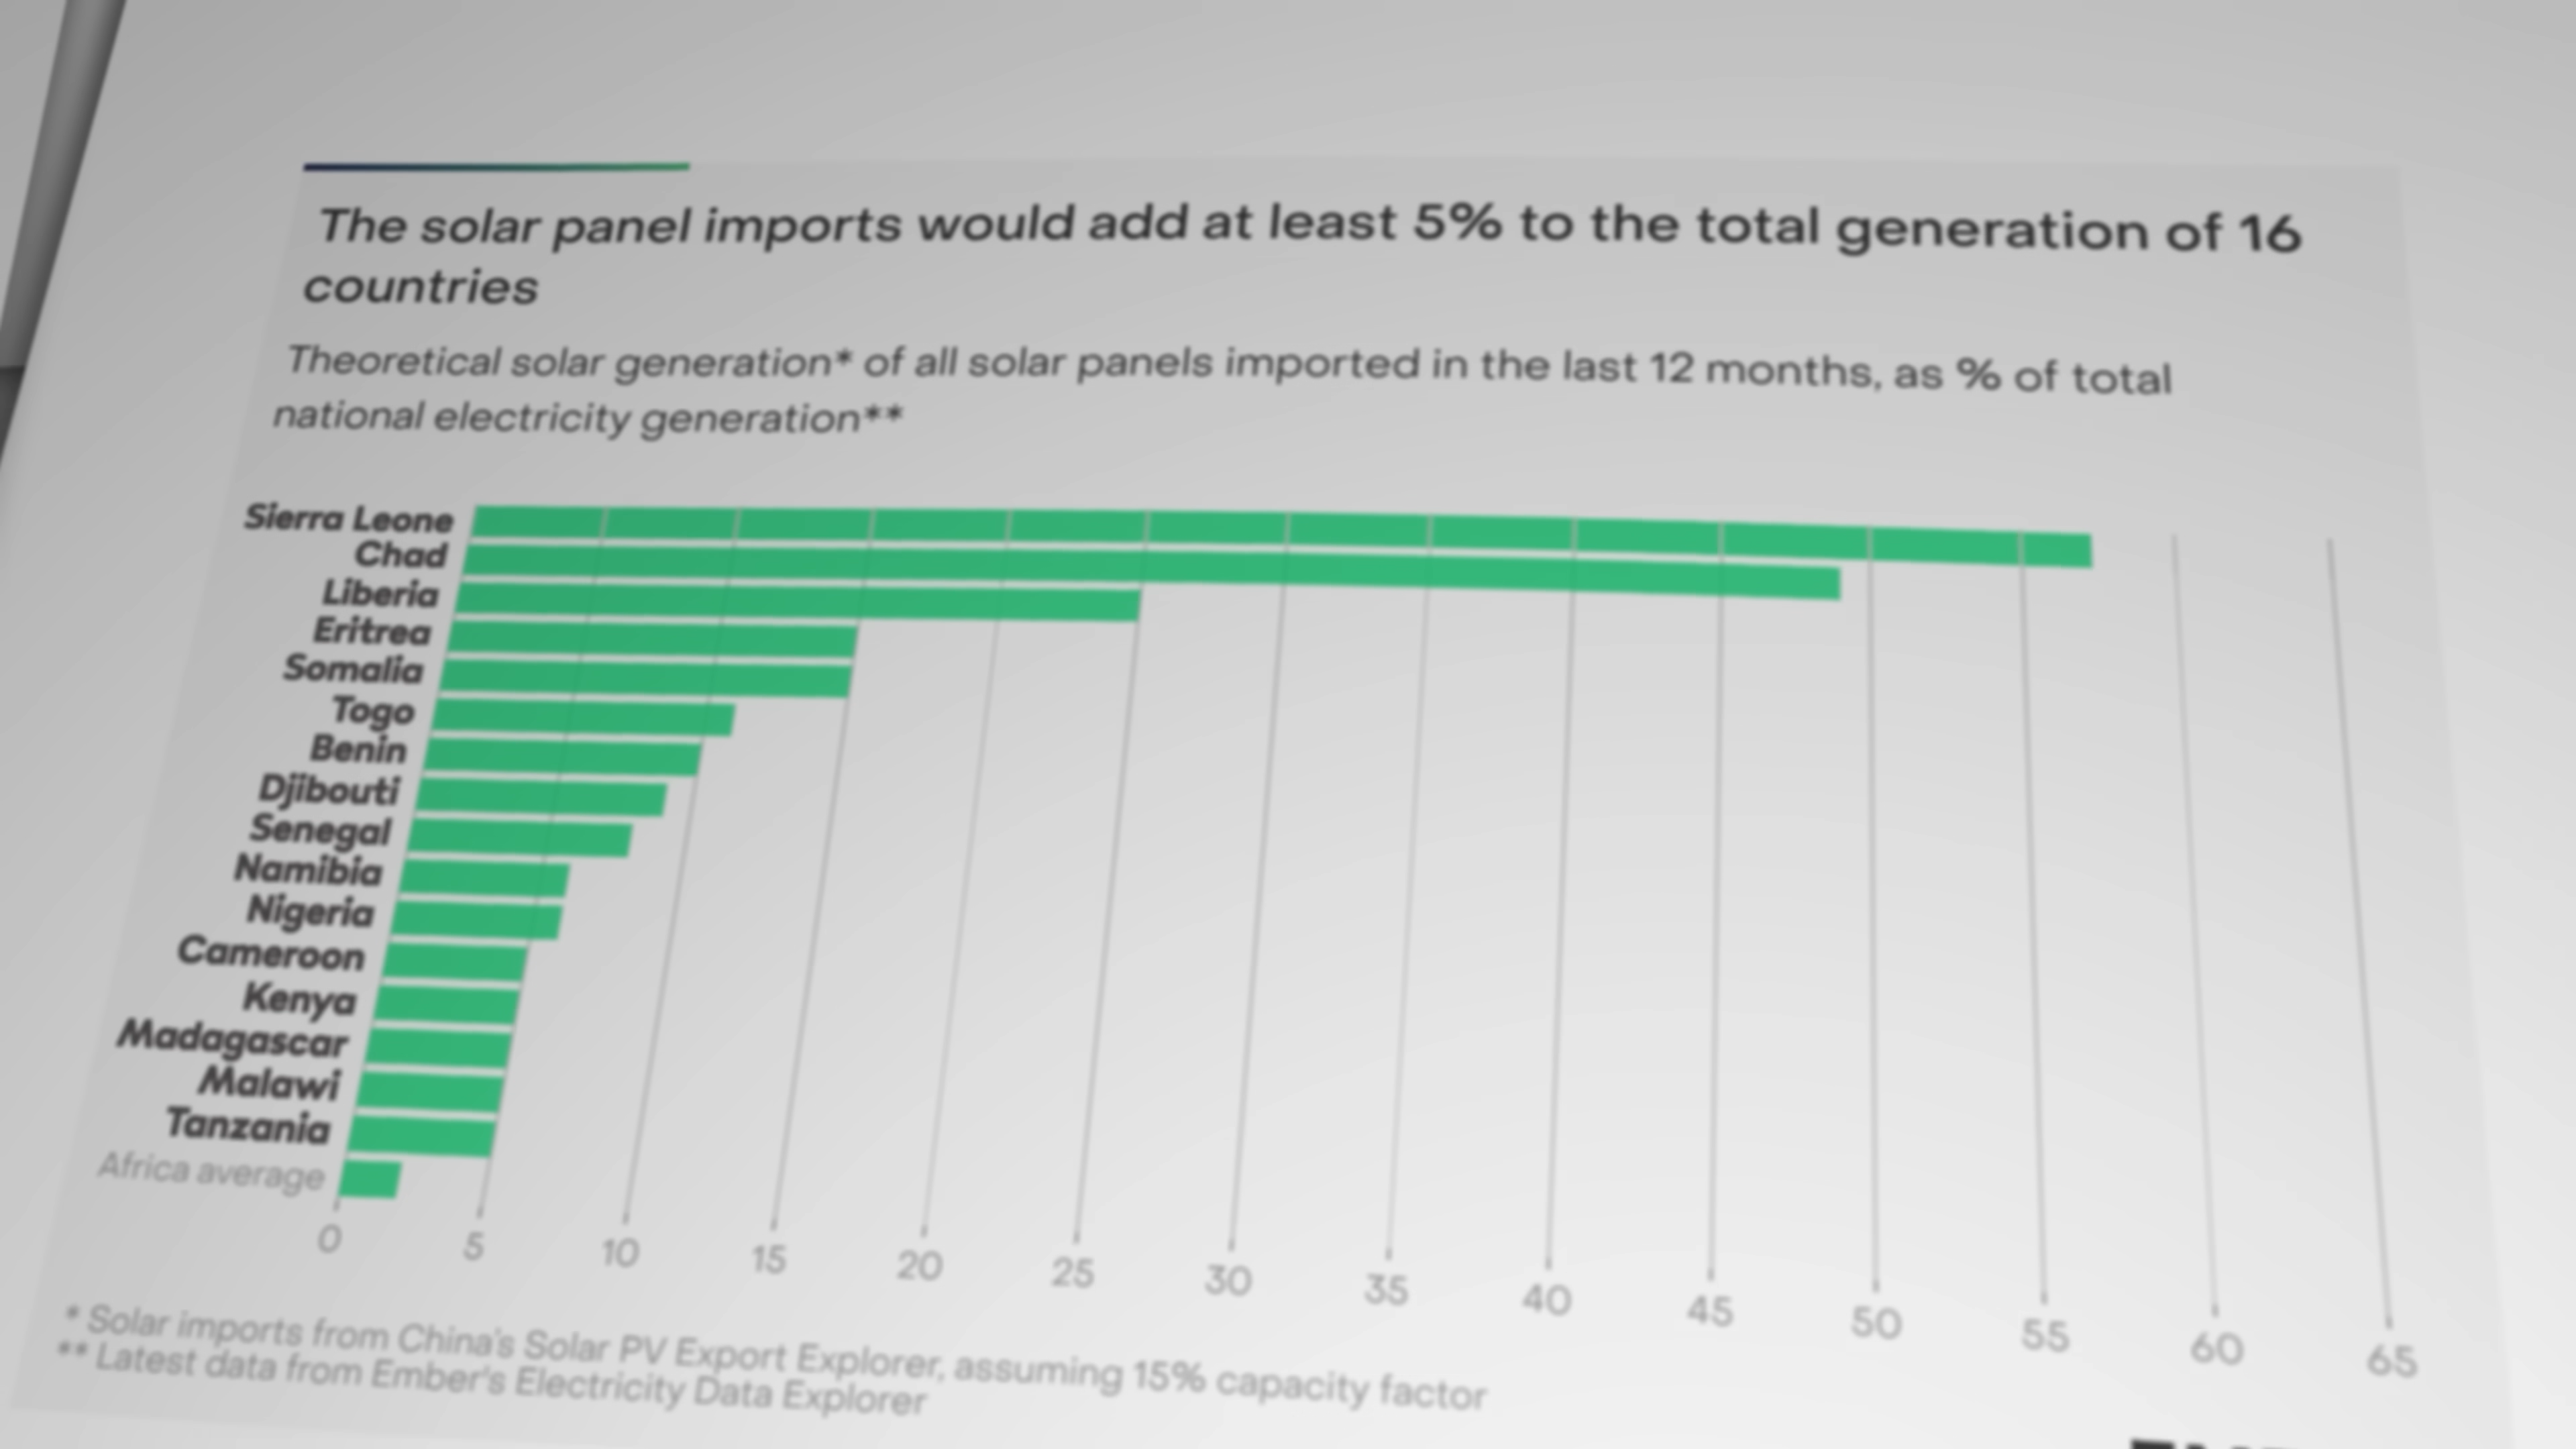 The solar panel imports would add at least 5% to the total generation of 16
countries
Theoretical solar generation* of all solar panels imported in the last 12 months, as % of total
national electricity generation**
Sierra Leone
Chad
Liberia
Eritrea
Somalia
Togo
Benin
Djibouti
Senegal
Namibia
Nigeria
Cameroon
Kenya
Madagascar
Malawi
Tanzania
Africa average
0 5 10 15 20 25 30 35 40 45 50 55 60 65
* Solar imports from China's Solar PV Export Explorer, assuming 15% capacity factor
** Latest data from Ember's Electricity Data Explorer